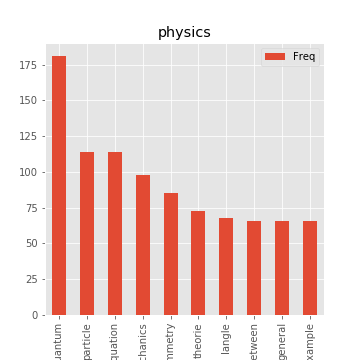 physics
Freq
175
150
125
100
75
50
25
0
uantum
particle
quation
chanics
mmetry
theorie
langle
etween
general
xample